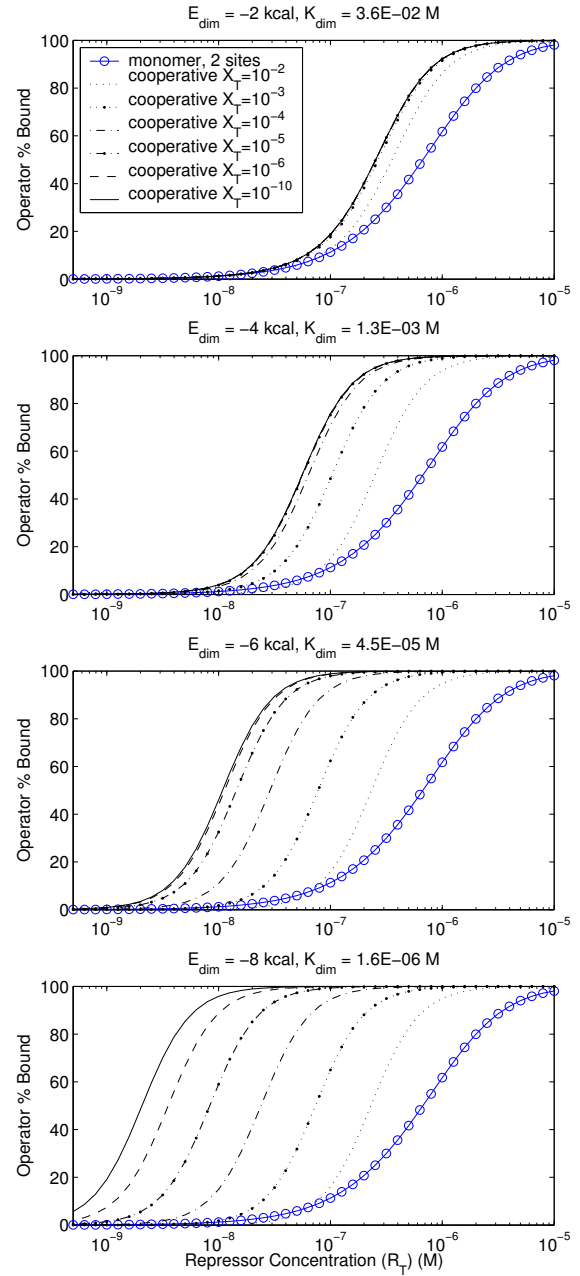 E_dim = −2 kcal, K_dim = 3.6E−02 M
monomer, 2 sites
cooperative X_T=10^−2
cooperative X_T=10^−3
cooperative X_T=10^−4
cooperative X_T=10^−5
cooperative X_T=10^−6
cooperative X_T=10^−10
Operator % Bound
100
80
60
40
20
0
10^−9 10^−8 10^−7 10^−6 10^−5
E_dim = −4 kcal, K_dim = 1.3E−03 M
Operator % Bound
100
80
60
40
20
0
10^−9 10^−8 10^−7 10^−6 10^−5
E_dim = −6 kcal, K_dim = 4.5E−05 M
Operator % Bound
100
80
60
40
20
0
10^−9 10^−8 10^−7 10^−6 10^−5
E_dim = −8 kcal, K_dim = 1.6E−06 M
Operator % Bound
100
80
60
40
20
0
10^−9 10^−8 10^−7 10^−6 10^−5
Repressor Concentration (R_T) (M)